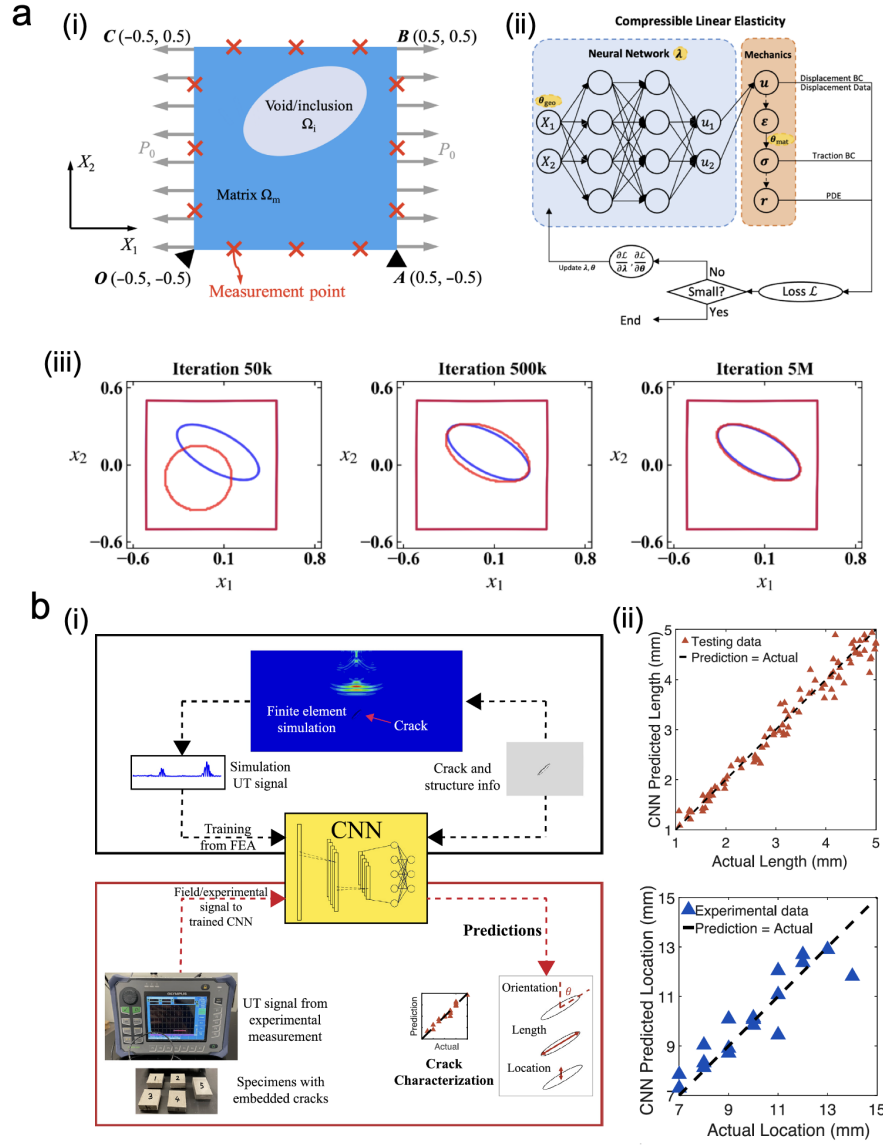 a
(i)
C (−0.5, 0.5)
B (0.5, 0.5)
Void/inclusion
Ωi
P0
P0
X2
Matrix Ωm
X1
O (−0.5, −0.5)
A (0.5, −0.5)
Measurement point
(ii)
Compressible Linear Elasticity
Neural Network λ
Mechanics
θgeo
X1
X2
u1
u2
u
ε
θmat
σ
r
Displacement BC
Displacement Data
Traction BC
PDE
Update λ, θ
∂ℒ/∂λ, ∂ℒ/∂θ
No
Small?
Yes
Loss ℒ
End
(iii)
Iteration 50k
Iteration 500k
Iteration 5M
0.6
0.0
−0.6
x2
−0.6 0.1 0.8
x1
0.6
0.0
−0.6
x2
−0.6 0.1 0.8
x1
0.6
0.0
−0.6
x2
−0.6 0.1 0.8
x1
b
(i)
Finite element
simulation
Crack
Simulation
UT signal
Crack and
structure info
Training
from FEA
CNN
Field/experimental
signal to
trained CNN
Predictions
UT signal from
experimental
measurement
Specimens with
embedded cracks
OLYMPUS
1 2 3 4 5
Prediction
Actual
Crack
Characterization
Orientation
θ
Length
Location
(ii)
CNN Predicted Length (mm)
5
4
3
2
1
Testing data
Prediction = Actual
1 2 3 4 5
Actual Length (mm)
CNN Predicted Location (mm)
15
13
11
9
7
Experimental data
Prediction = Actual
7 9 11 13 15
Actual Location (mm)